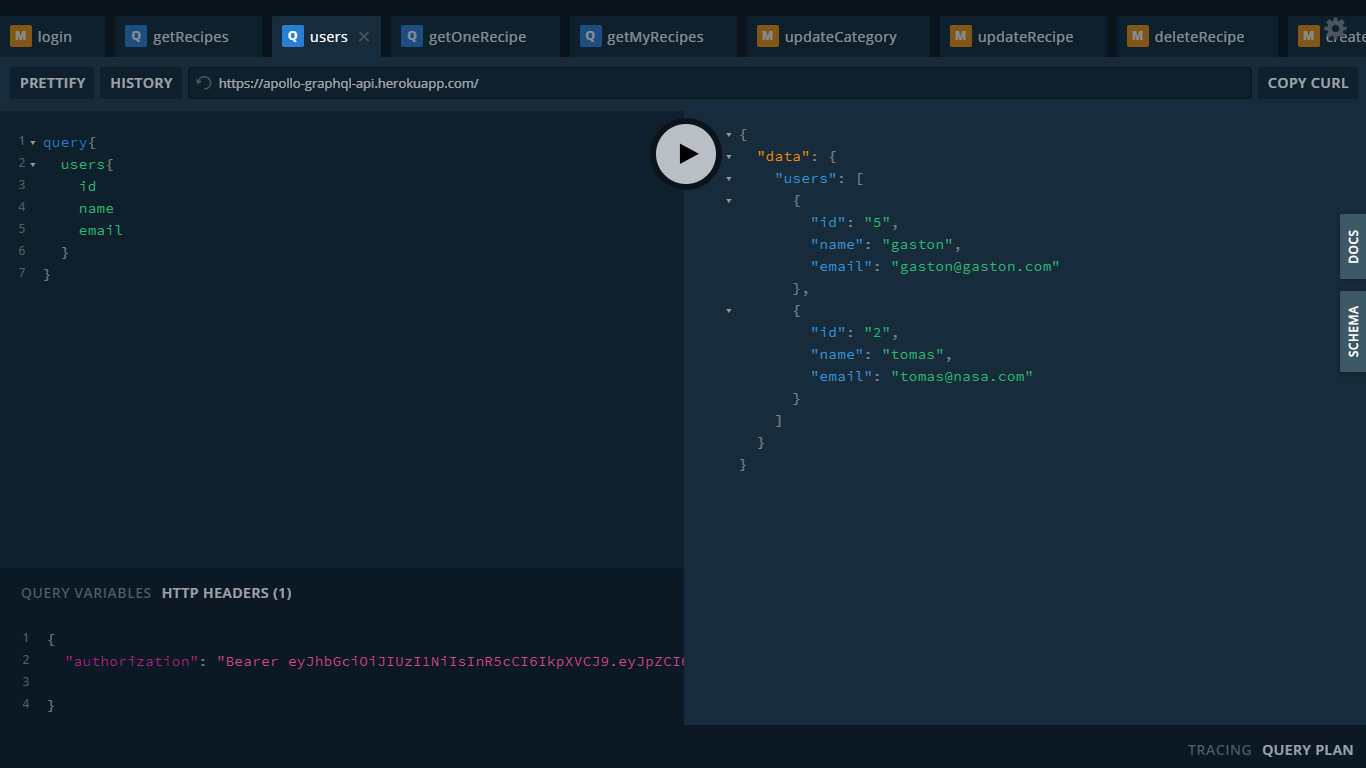 M login Q getRecipes Q users Q getOneRecipe Q getMyRecipes M updateCategory M updateRecipe M deleteRecipe M create
PRETTIFY HISTORY https://apollo-graphql-api.herokuapp.com/ COPY CURL
1 query{
2 users{
3 id
4 name
5 email
6 }
7 }
{
"data": {
"users": [
{
"id": "5",
"name": "gaston",
"email": "gaston@gaston.com"
},
{
"id": "2",
"name": "tomas",
"email": "tomas@nasa.com"
}
]
}
}
DOCS
SCHEMA
QUERY VARIABLES HTTP HEADERS (1)
1 {
2 "authorization": "Bearer eyJhbGciOiJIUzI1NiIsInR5cCI6IkpXVCJ9.eyJpZCI6
3
4 }
TRACING QUERY PLAN